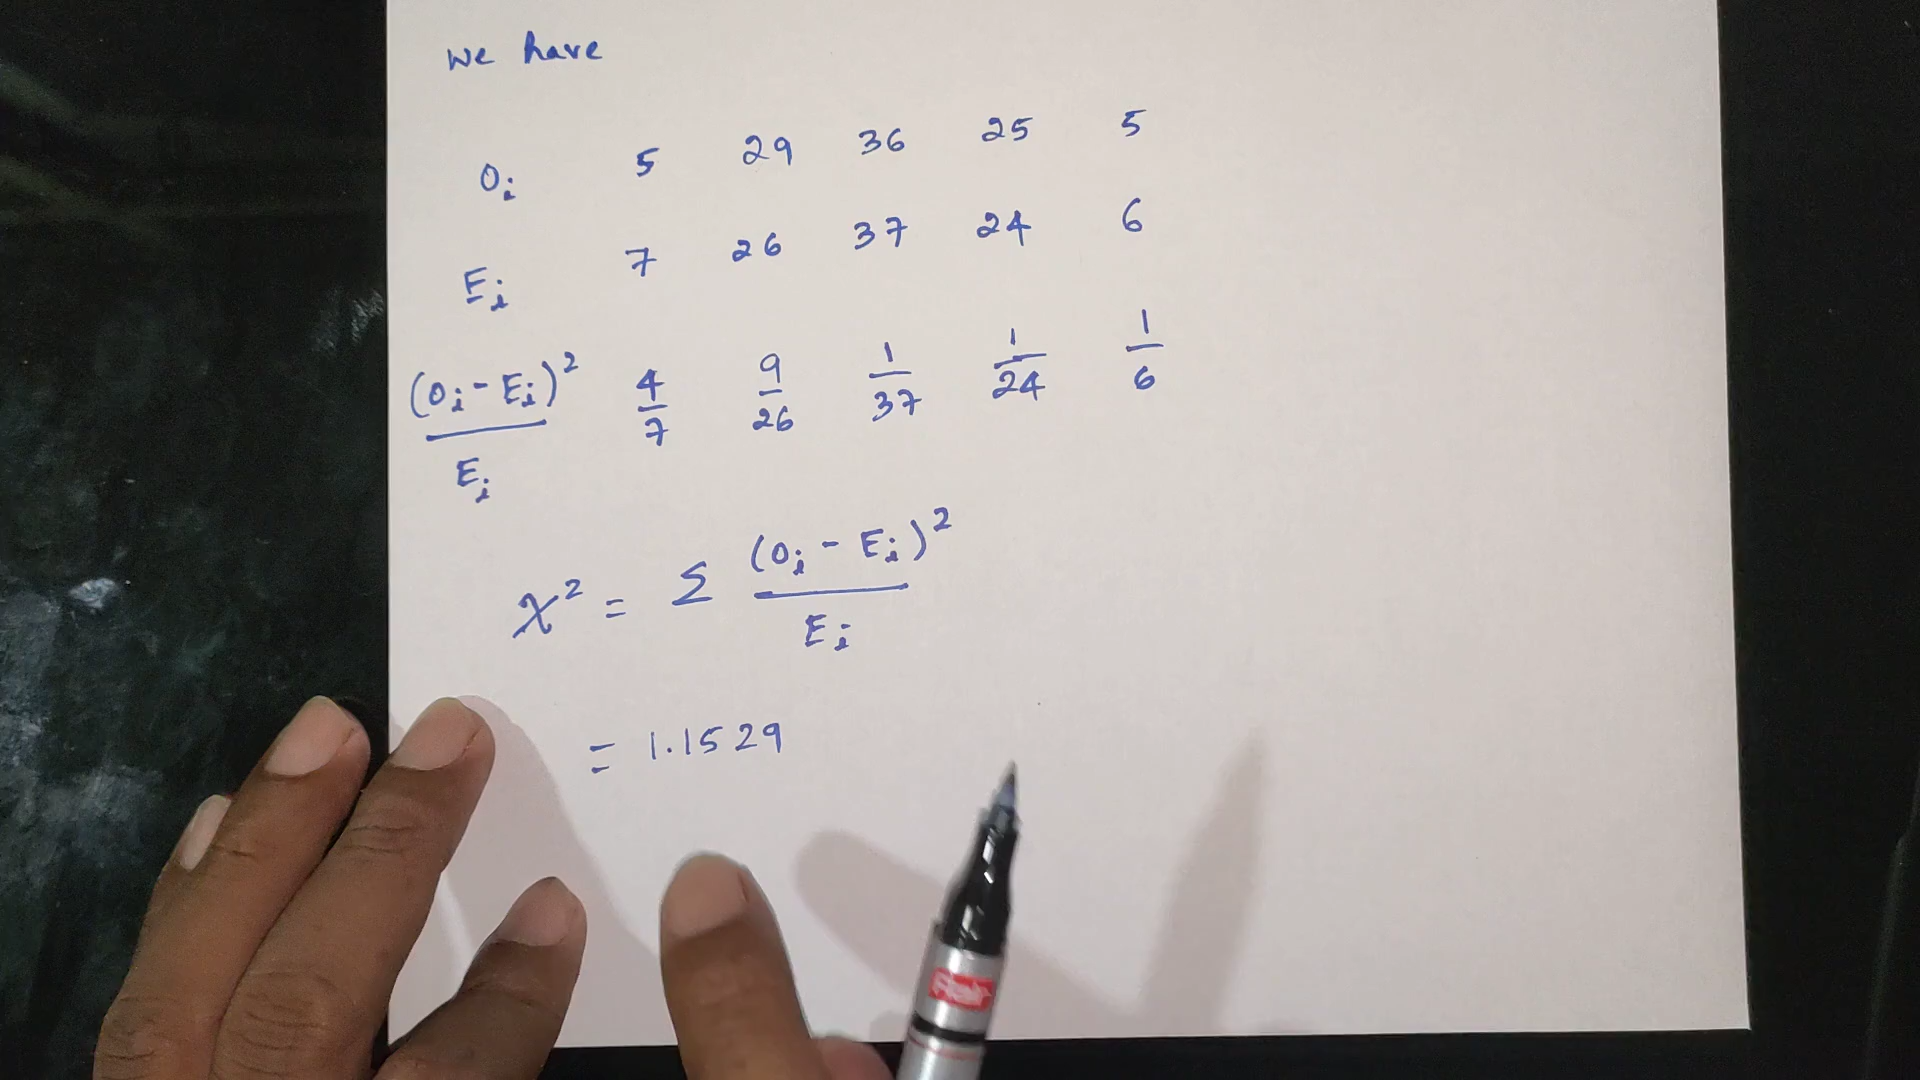 We have
Oi 5 29 36 25 5
Ei 7 26 37 24 6
(Oi - Ei)²/Ei 4/7 9/26 1/37 1/24 1/6
χ² = Σ (Oi - Ei)²/Ei
= 1.1529
Flair